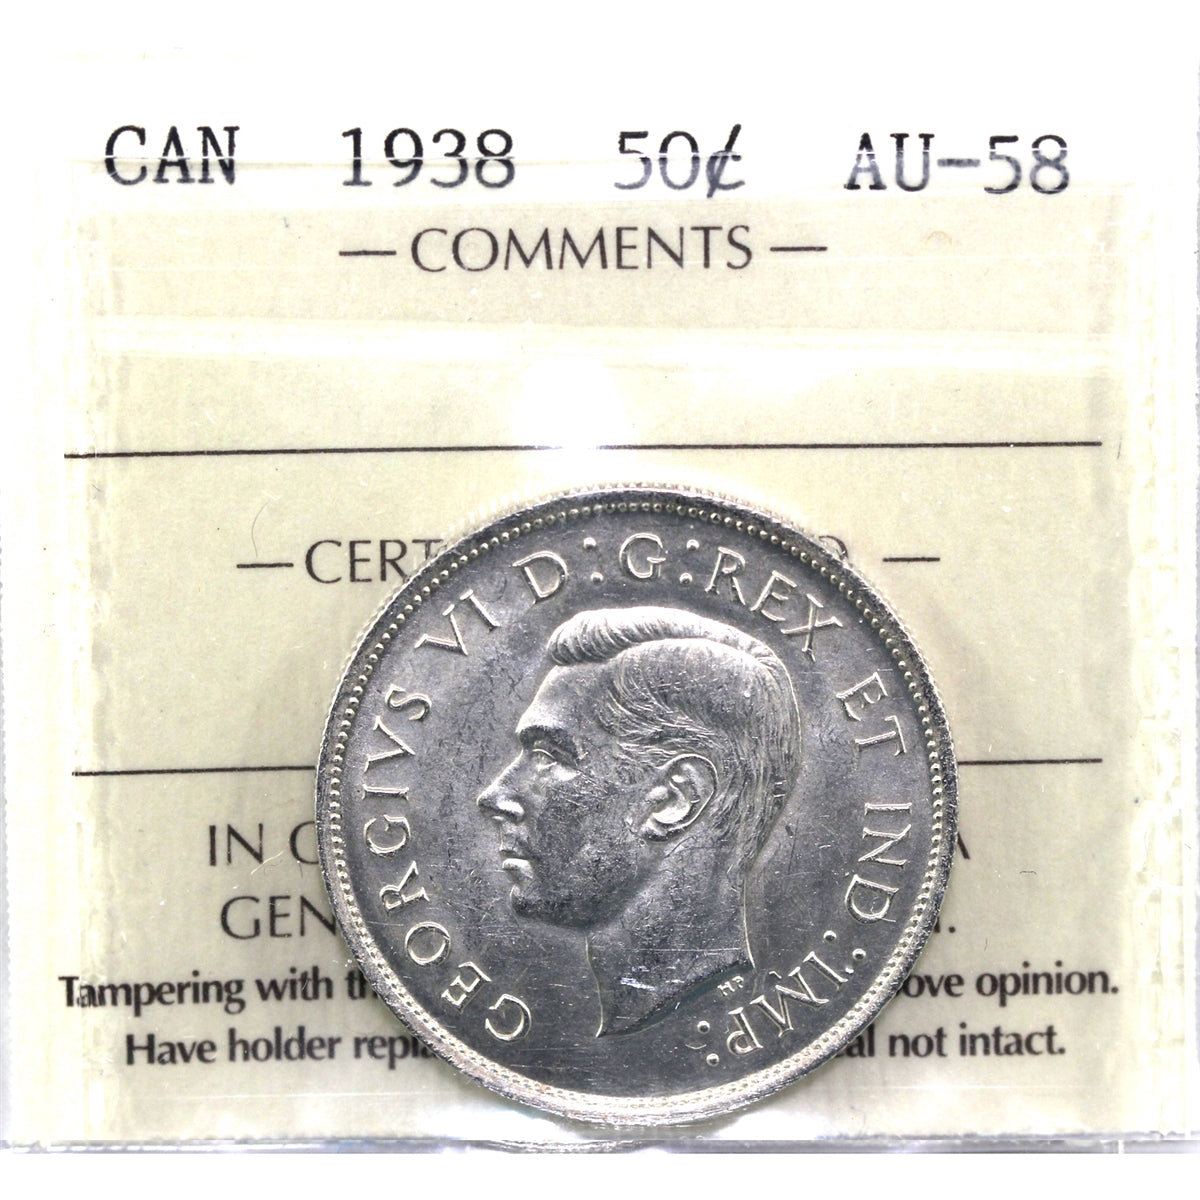 CAN 1938 50¢ AU-58
— COMMENTS —
— CERT —
IN
GEN
Tampering with th ove opinion.
Have holder repla al not intact.
GEORGIVS VI D:G:REX ET IND:IMP:
HP